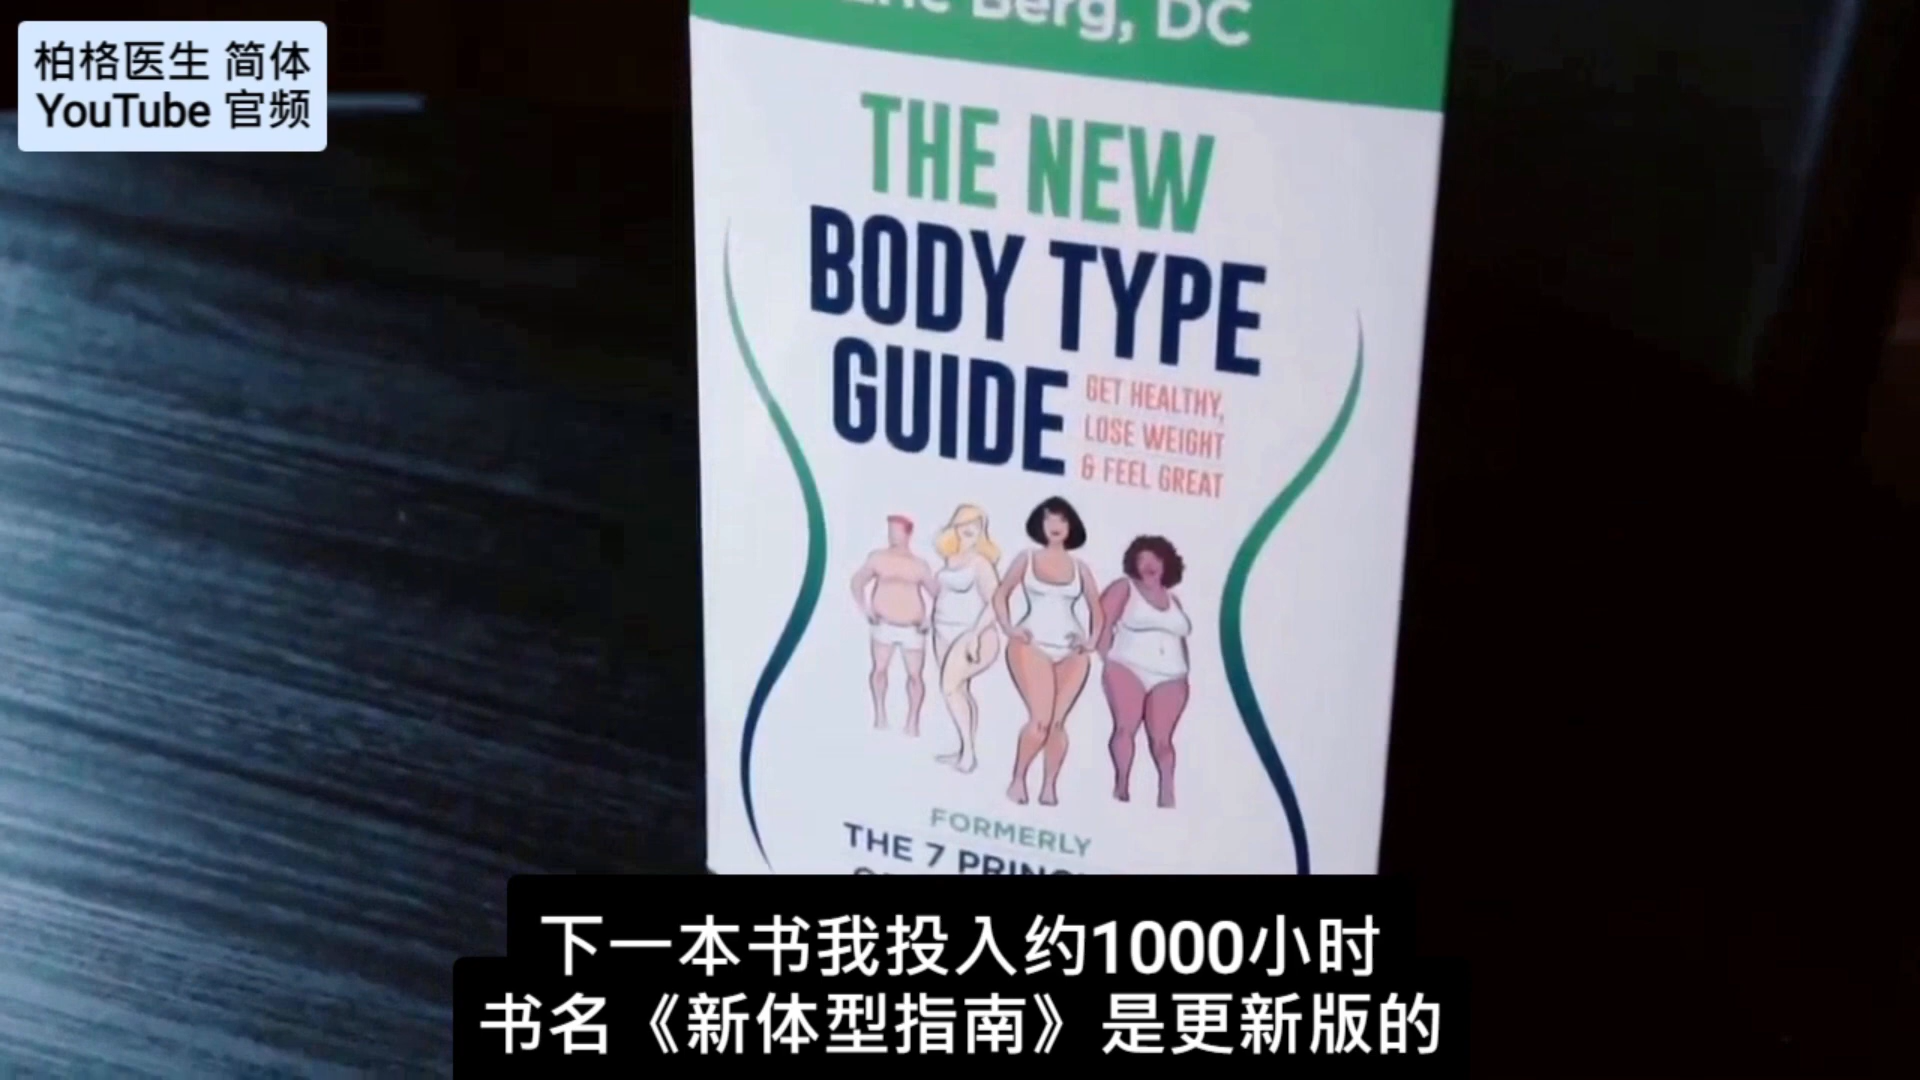 柏格医生 简体
YouTube 官频
Berg, DC
THE NEW
BODY TYPE
GUIDE
GET HEALTHY,
LOSE WEIGHT
& FEEL GREAT
FORMERLY
THE 7
下一本书我投入约1000小时
书名《新体型指南》是更新版的